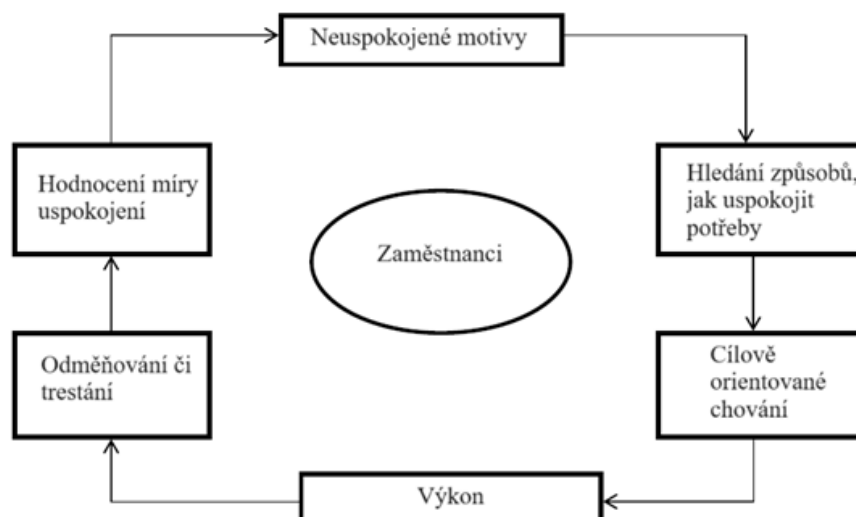 Neuspokojené motivy
Hledání způsobů,
jak uspokojit
potřeby
Cílově
orientované
chování
Výkon
Odměňování či
trestání
Hodnocení míry
uspokojení
Zaměstnanci